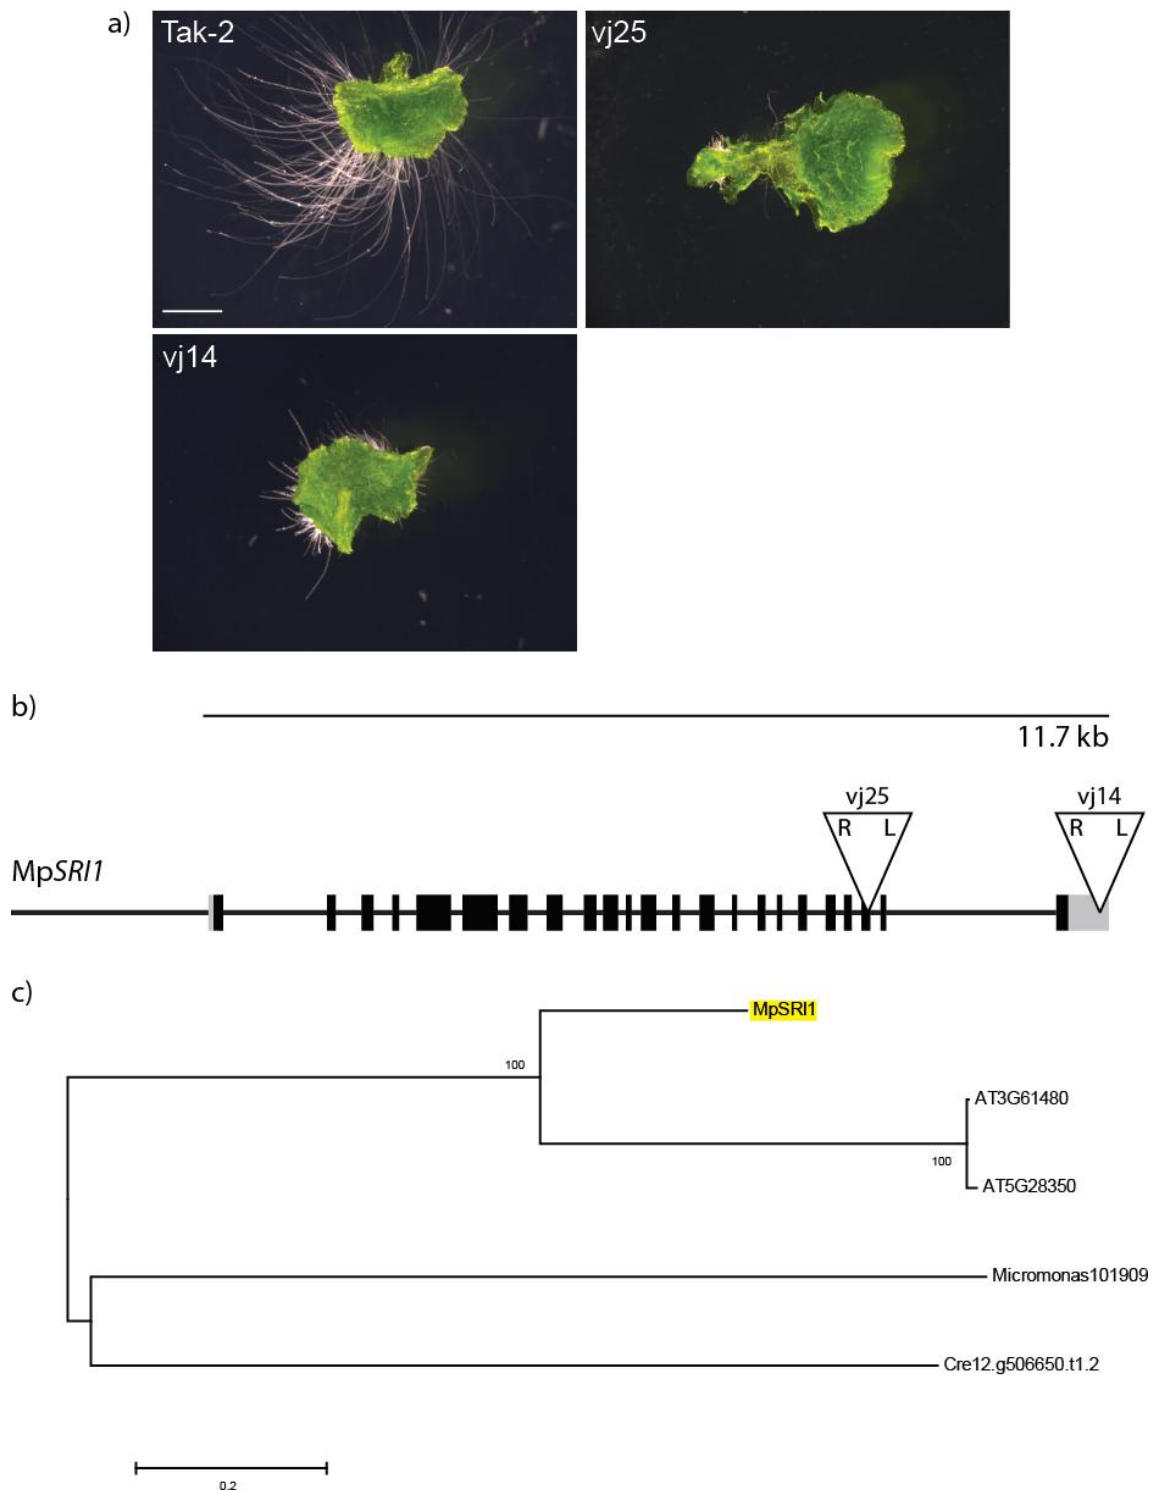 a)
Tak-2
vj25
vj14
b)
11.7 kb
vj25
vj14
R L
R L
MpSRI1
c)
MpSRI1
100
AT3G61480
100
AT5G28350
Micromonas101909
Cre12.g506650.t1.2
0.2